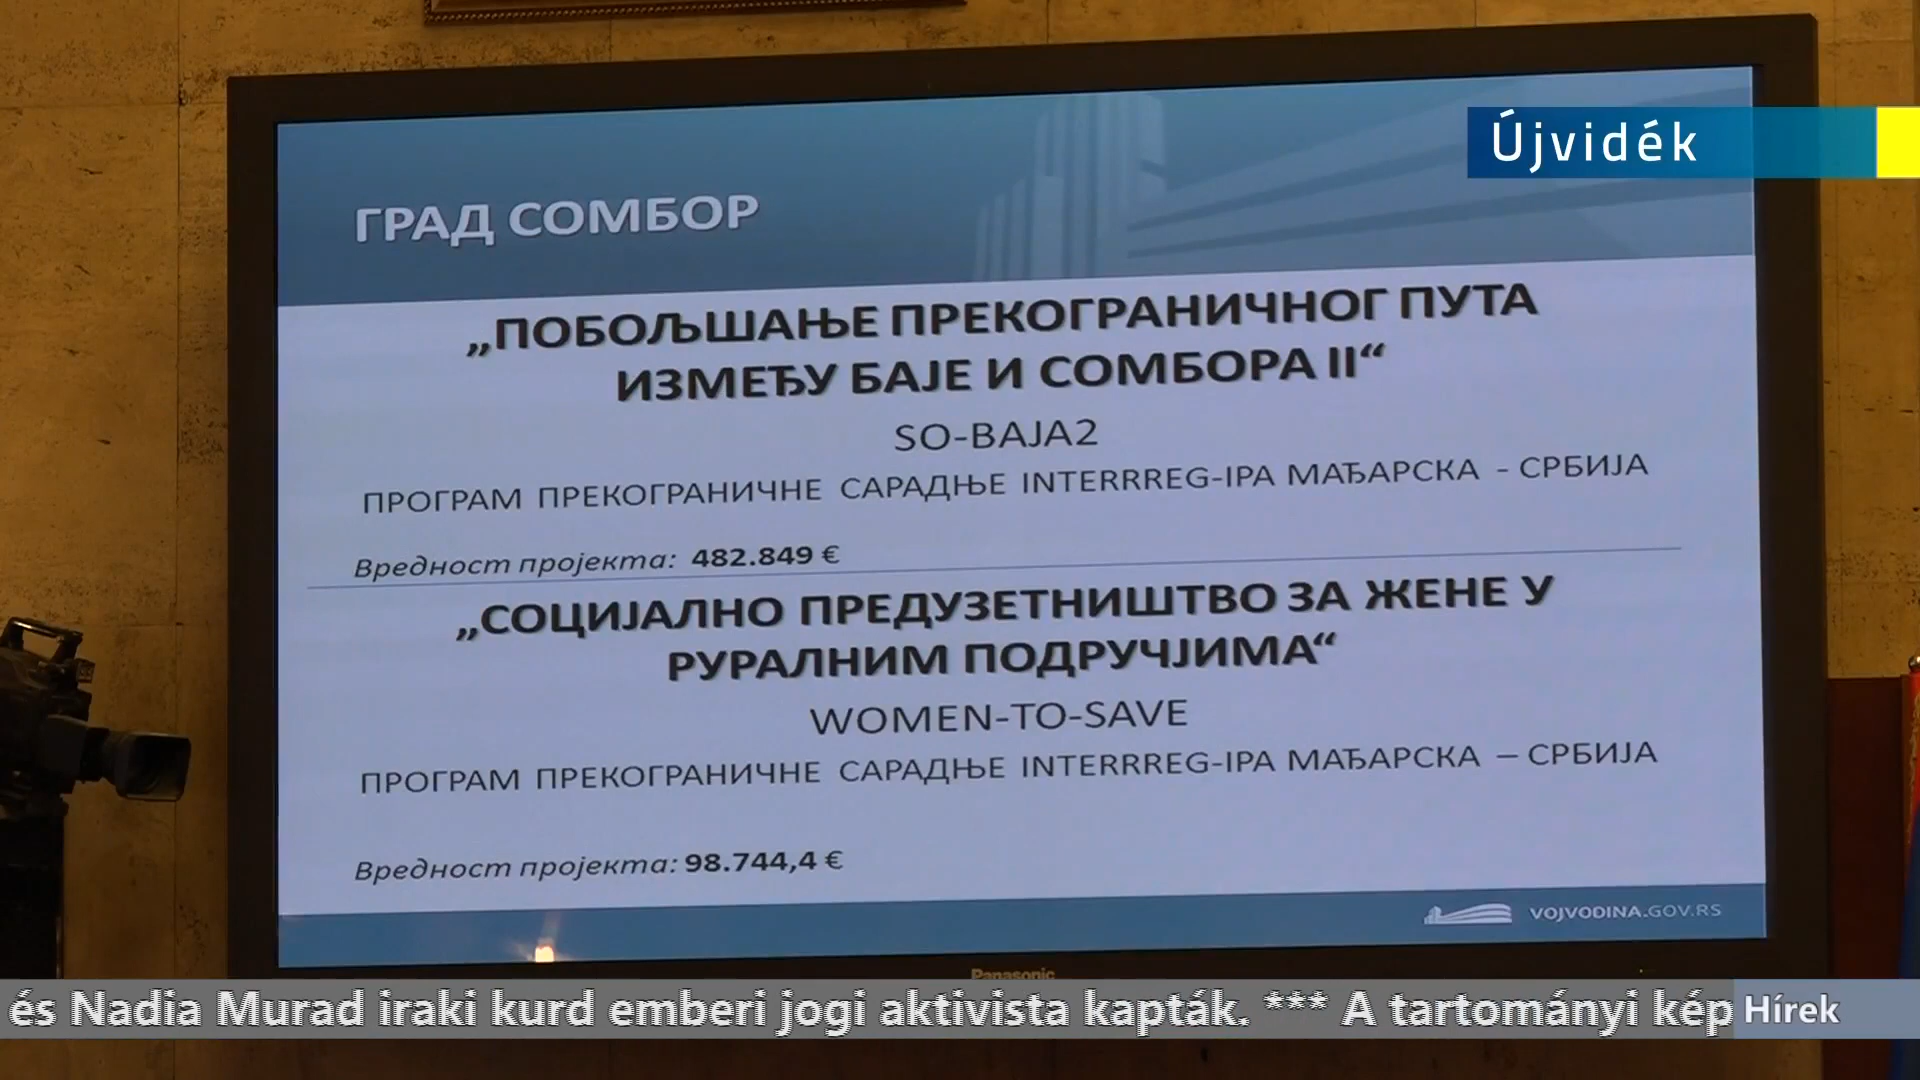 Újvidék
ГРАД СОМБОР
„ПОБОЉШАЊЕ ПРЕКОГРАНИЧНОГ ПУТА
ИЗМЕЂУ БАЈЕ И СОМБОРА II“
SO-BAJA2
ПРОГРАМ ПРЕКОГРАНИЧНЕ САРАДЊЕ INTERRREG-IPA МАЂАРСКА - СРБИЈА
Вредност пројекта: 482.849 €
„СОЦИЈАЛНО ПРЕДУЗЕТНИШТВО ЗА ЖЕНЕ У
РУРАЛНИМ ПОДРУЧЈИМА“
WOMEN-TO-SAVE
ПРОГРАМ ПРЕКОГРАНИЧНЕ САРАДЊЕ INTERRREG-IPA МАЂАРСКА – СРБИЈА
Вредност пројекта: 98.744,4 €
VOJVODINA.GOV.RS
Panasonic
és Nadia Murad iraki kurd emberi jogi aktivista kapták. *** A tartományi kép
Hírek